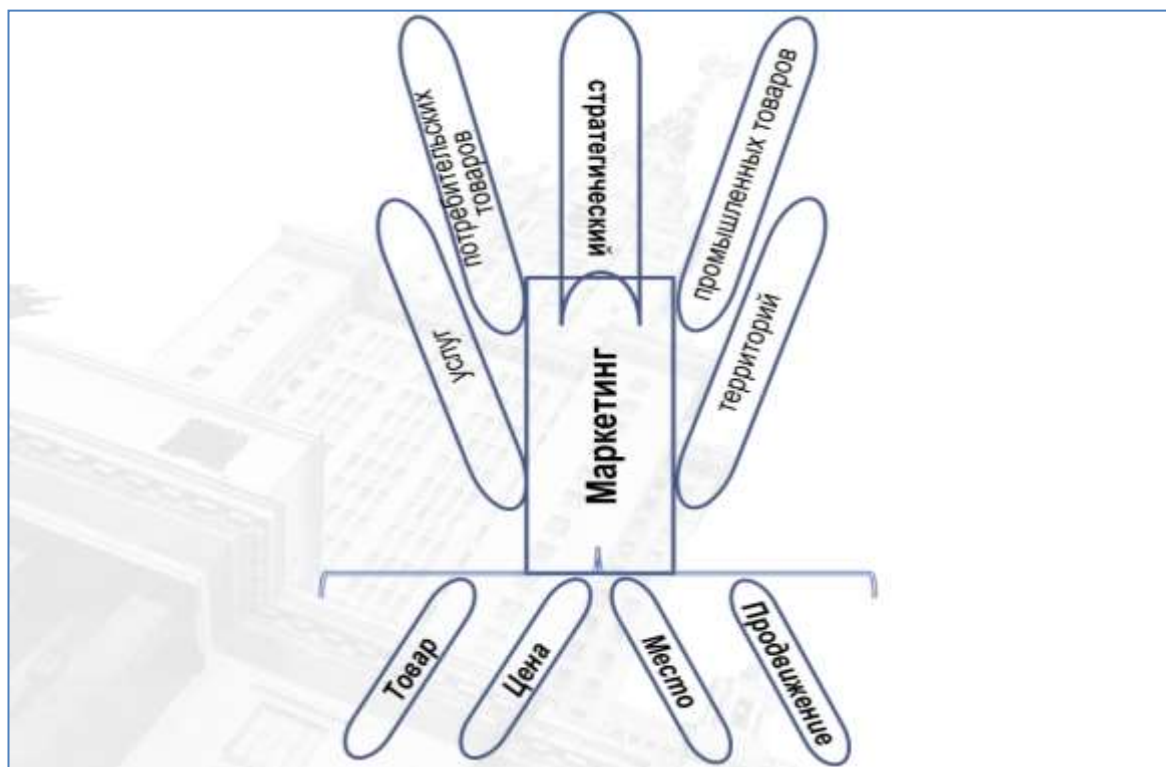 потребительских
товаров
стратегический
промышленных товаров
услуг
территорий
Маркетинг
Товар
Цена
Место
Продвижение